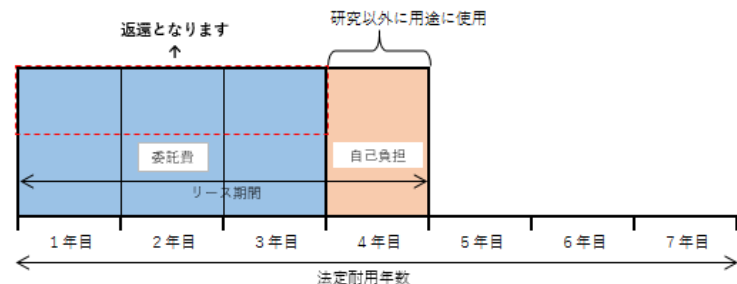 研究以外に用途に使用
返還となります
↑
委託費
自己負担
リース期間
1年目
2年目
3年目
4年目
5年目
6年目
7年目
法定耐用年数